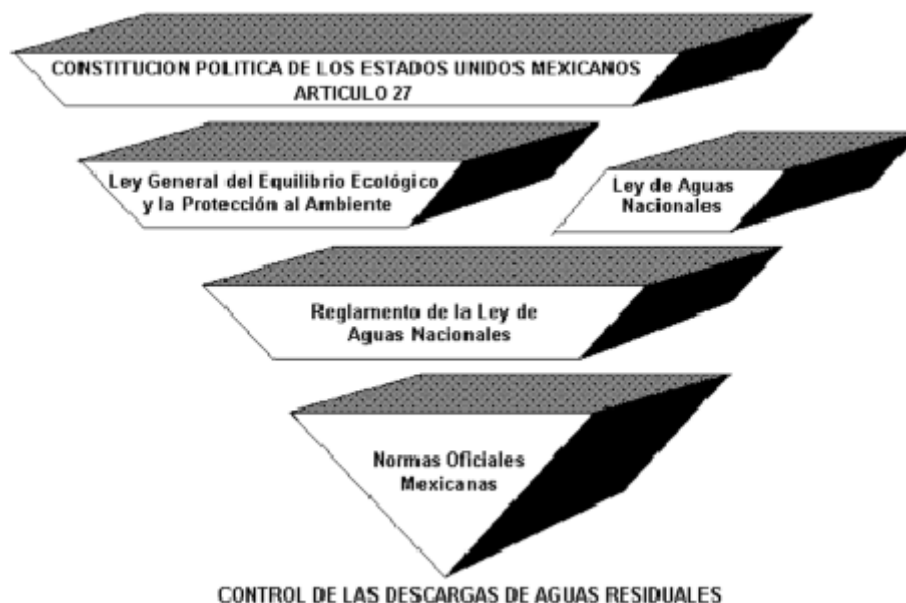 CONSTITUCION POLITICA DE LOS ESTADOS UNIDOS MEXICANOS
ARTICULO 27
Ley General del Equilibrio Ecológico
y la Protección al Ambiente
Ley de Aguas
Nacionales
Reglamento de la Ley de
Aguas Nacionales
Normas Oficiales
Mexicanas
CONTROL DE LAS DESCARGAS DE AGUAS RESIDUALES